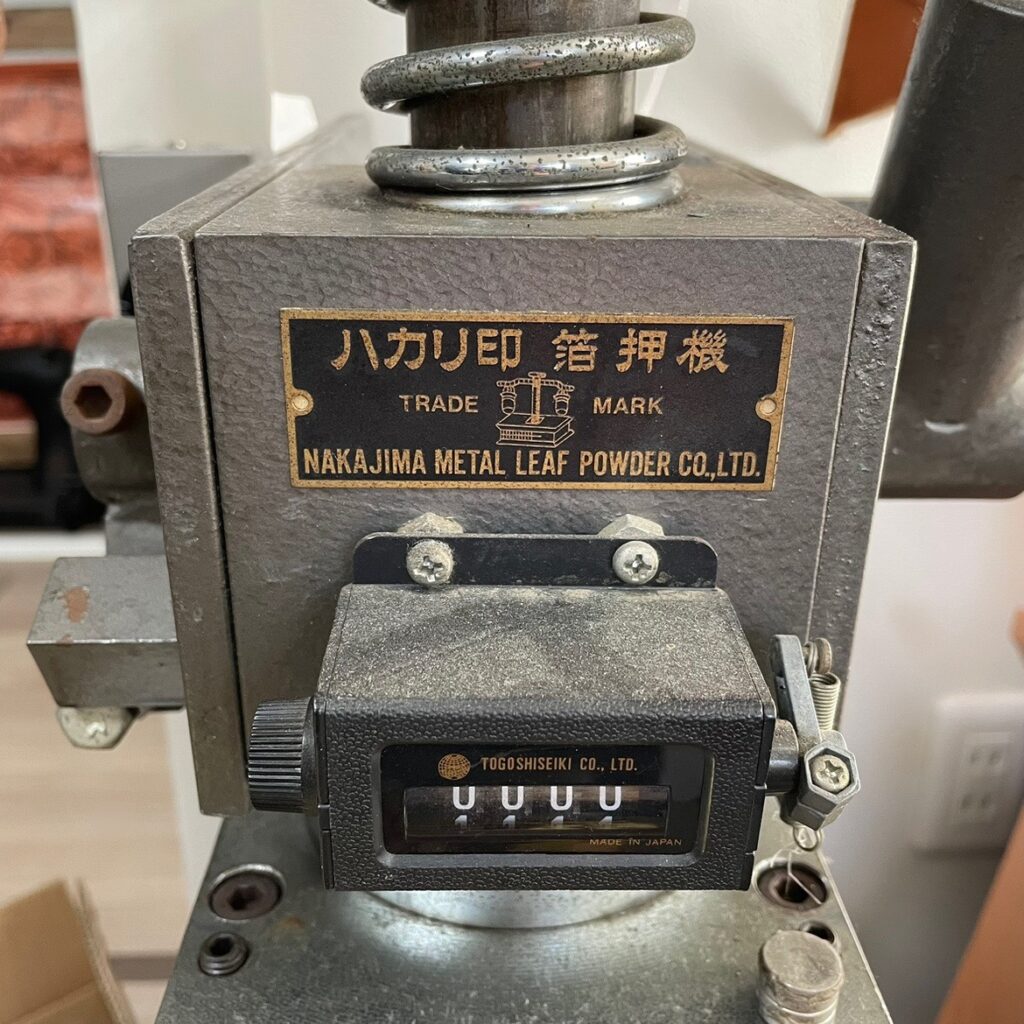 ハカリ印 箔押機
TRADE MARK
NAKAJIMA METAL LEAF POWDER CO.,LTD.
TOGOSHISEIKI CO., LTD.
0000
1111
MADE IN JAPAN